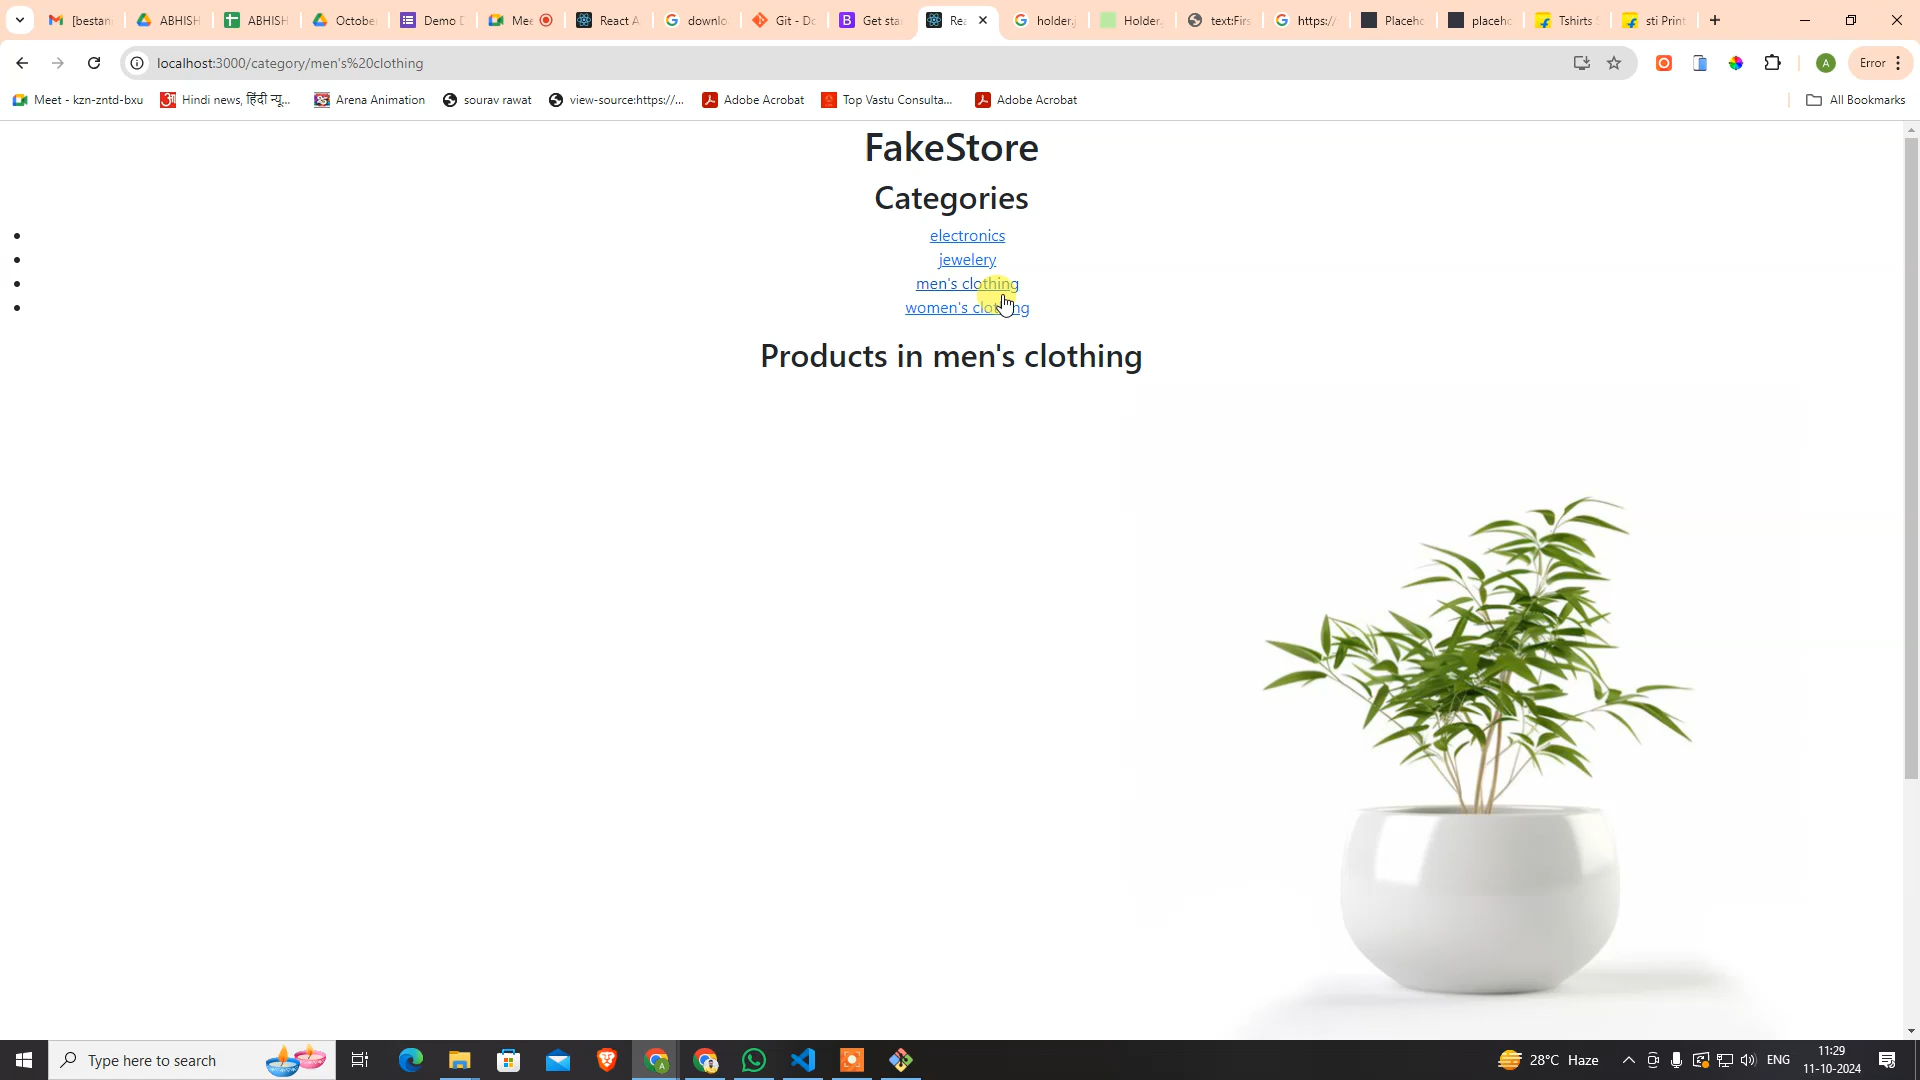 [bestan
ABHISH
ABHISH
Octobe
Demo D
Mee
React A
downlo
Git - Do
Get sta
Rea
holder.j
Holder.
text:Firs
https:/
Placeho
placeho
Tshirts
sti Print
localhost:3000/category/men's%20clothing
A
Error
Meet - kzn-zntd-bxu
Hindi news, हिंदी न्यू...
Arena Animation
sourav rawat
view-source:https://...
Adobe Acrobat
Top Vastu Consulta...
Adobe Acrobat
All Bookmarks
FakeStore
Categories
electronics
jewelery
men's clothing
women's clothing
Products in men's clothing
Type here to search
28°C Haze
ENG
11:29
11-10-2024